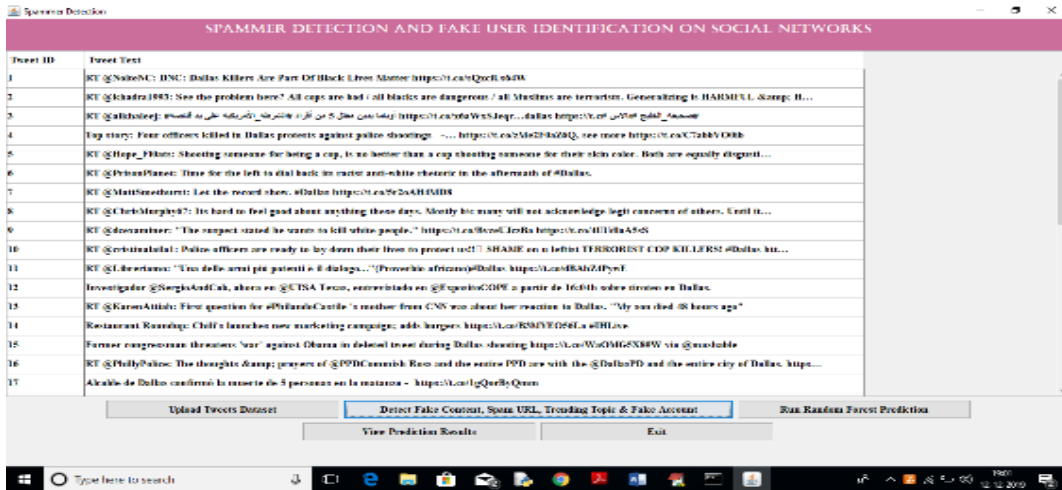 Spammer Detection
SPAMMER DETECTION AND FAKE USER IDENTIFICATION ON SOCIAL NETWORKS
Tweet ID Tweet Text
1 RT @NoiteNC: DNC: Dallas Killers Are Part Of Black Lives Matter
2 RT @khadra1993: See the problem here? All cops are bad / all blacks are dangerous / all Muslims are terrorists. Generalizing is HARMFUL &amp; H...
3 RT @alkhaleej:
4 Top story: Four officers killed in Dallas protests against police shootings -... see more
5 RT @Hope_Filiats: Shooting someone for being a cop, is no better than a cop shooting someone for their skin color. Both are equally disgusti...
6 RT @PrisonPlanet: Time for the left to dial back its racist anti-white rhetoric in the aftermath of #Dallas.
7 RT @MattSmethurst: Let the record show. #Dallas
8 RT @ChrisMurphy67: Its hard to feel good about anything these days. Mostly b/c many will not acknowledge legit concerns of others. Until it...
9 RT @dcexaminer: "The suspect stated he wants to kill white people."
10 Police officers are ready to lay down their lives to protect us!! SHAME on u leftist TERRORIST COP KILLERS! #Dallas htt...
11 RT @Libreriamo: "Una delle armi più potenti è il dialogo..."(Proverbio africano)#Dallas
12 Investigador @SergioAndCab, ahora en @UTSA Texas, entrevistado en @EspositoCOPE a partir de 16:04h sobre tiroteo en Dallas.
13 RT @KarenAttiah: First question for #PhilandoCastile 's mother from CNN was about her reaction to Dallas. "My son died 48 hours ago"
14 Restaurant Roundup: Chili's launches new marketing campaign; adds burgers #IHLive
15 Former congressman threatens 'war' against Obama in deleted tweet during Dallas shooting via @mashable
16 RT @PhillyPolice: The thoughts &amp; prayers of @PPDCommish Ross and the entire PPD are with the @DallasPD and the entire city of Dallas. https...
17 Alcalde de Dallas confirmó la muerte de 5 personas en la matanza -
Upload Tweets Dataset Detect Fake Content, Spam URL, Trending Topic & Fake Account Run Random Forest Prediction
View Prediction Results Exit
Type here to search
19:01
12-12-2019